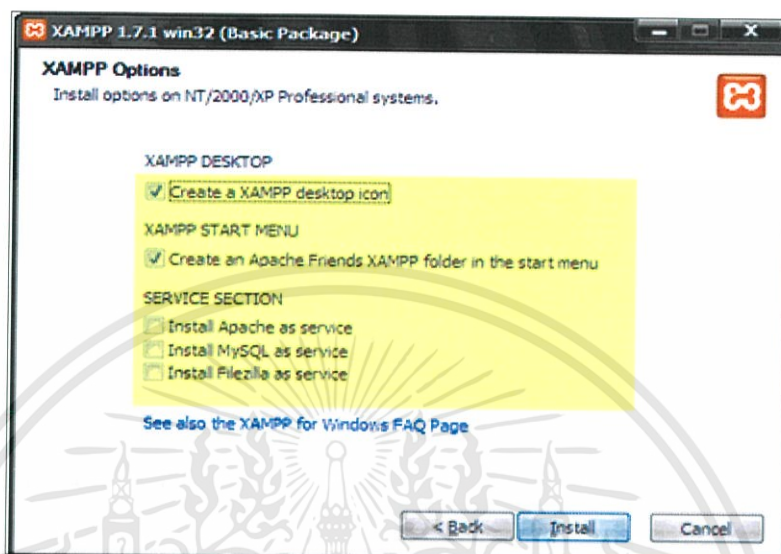 XAMPP 1.7.1 win32 (Basic Package)
XAMPP Options
Install options on NT/2000/XP Professional systems.
XAMPP DESKTOP
Create a XAMPP desktop icon
XAMPP START MENU
Create an Apache Friends XAMPP folder in the start menu
SERVICE SECTION
Install Apache as service
Install MySQL as service
Install Filezilla as service
See also the XAMPP for Windows FAQ Page
< Back
Install
Cancel